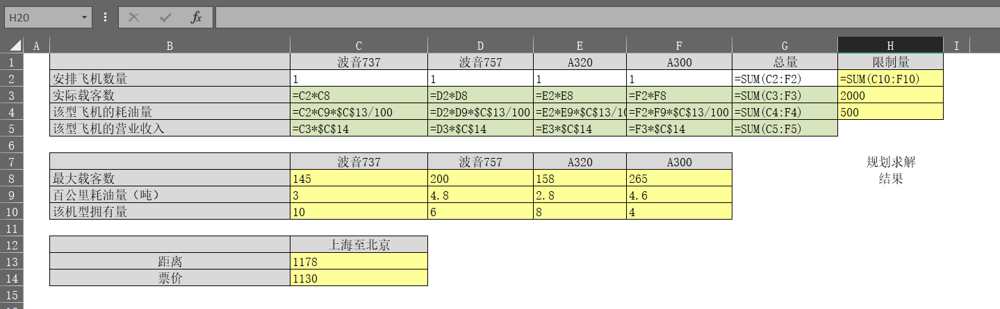 H20 fx
A B C D E F G H I
1 波音737 波音757 A320 A300 总量 限制量
2 安排飞机数量 1 1 1 1 =SUM(C2:F2) =SUM(C10:F10)
3 实际载客数 =C2*C8 =D2*D8 =E2*E8 =F2*F8 =SUM(C3:F3) 2000
4 该型飞机的耗油量 =C2*C9*$C$13/100 =D2*D9*$C$13/100 =E2*E9*$C$13/10 =F2*F9*$C$13/100 =SUM(C4:F4) 500
5 该型飞机的营业收入 =C3*$C$14 =D3*$C$14 =E3*$C$14 =F3*$C$14 =SUM(C5:F5)
6
7 波音737 波音757 A320 A300 规划求解
8 最大载客数 145 200 158 265 结果
9 百公里耗油量（吨） 3 4.8 2.8 4.6
10 该机型拥有量 10 6 8 4
11
12 上海至北京
13 距离 1178
14 票价 1130
15